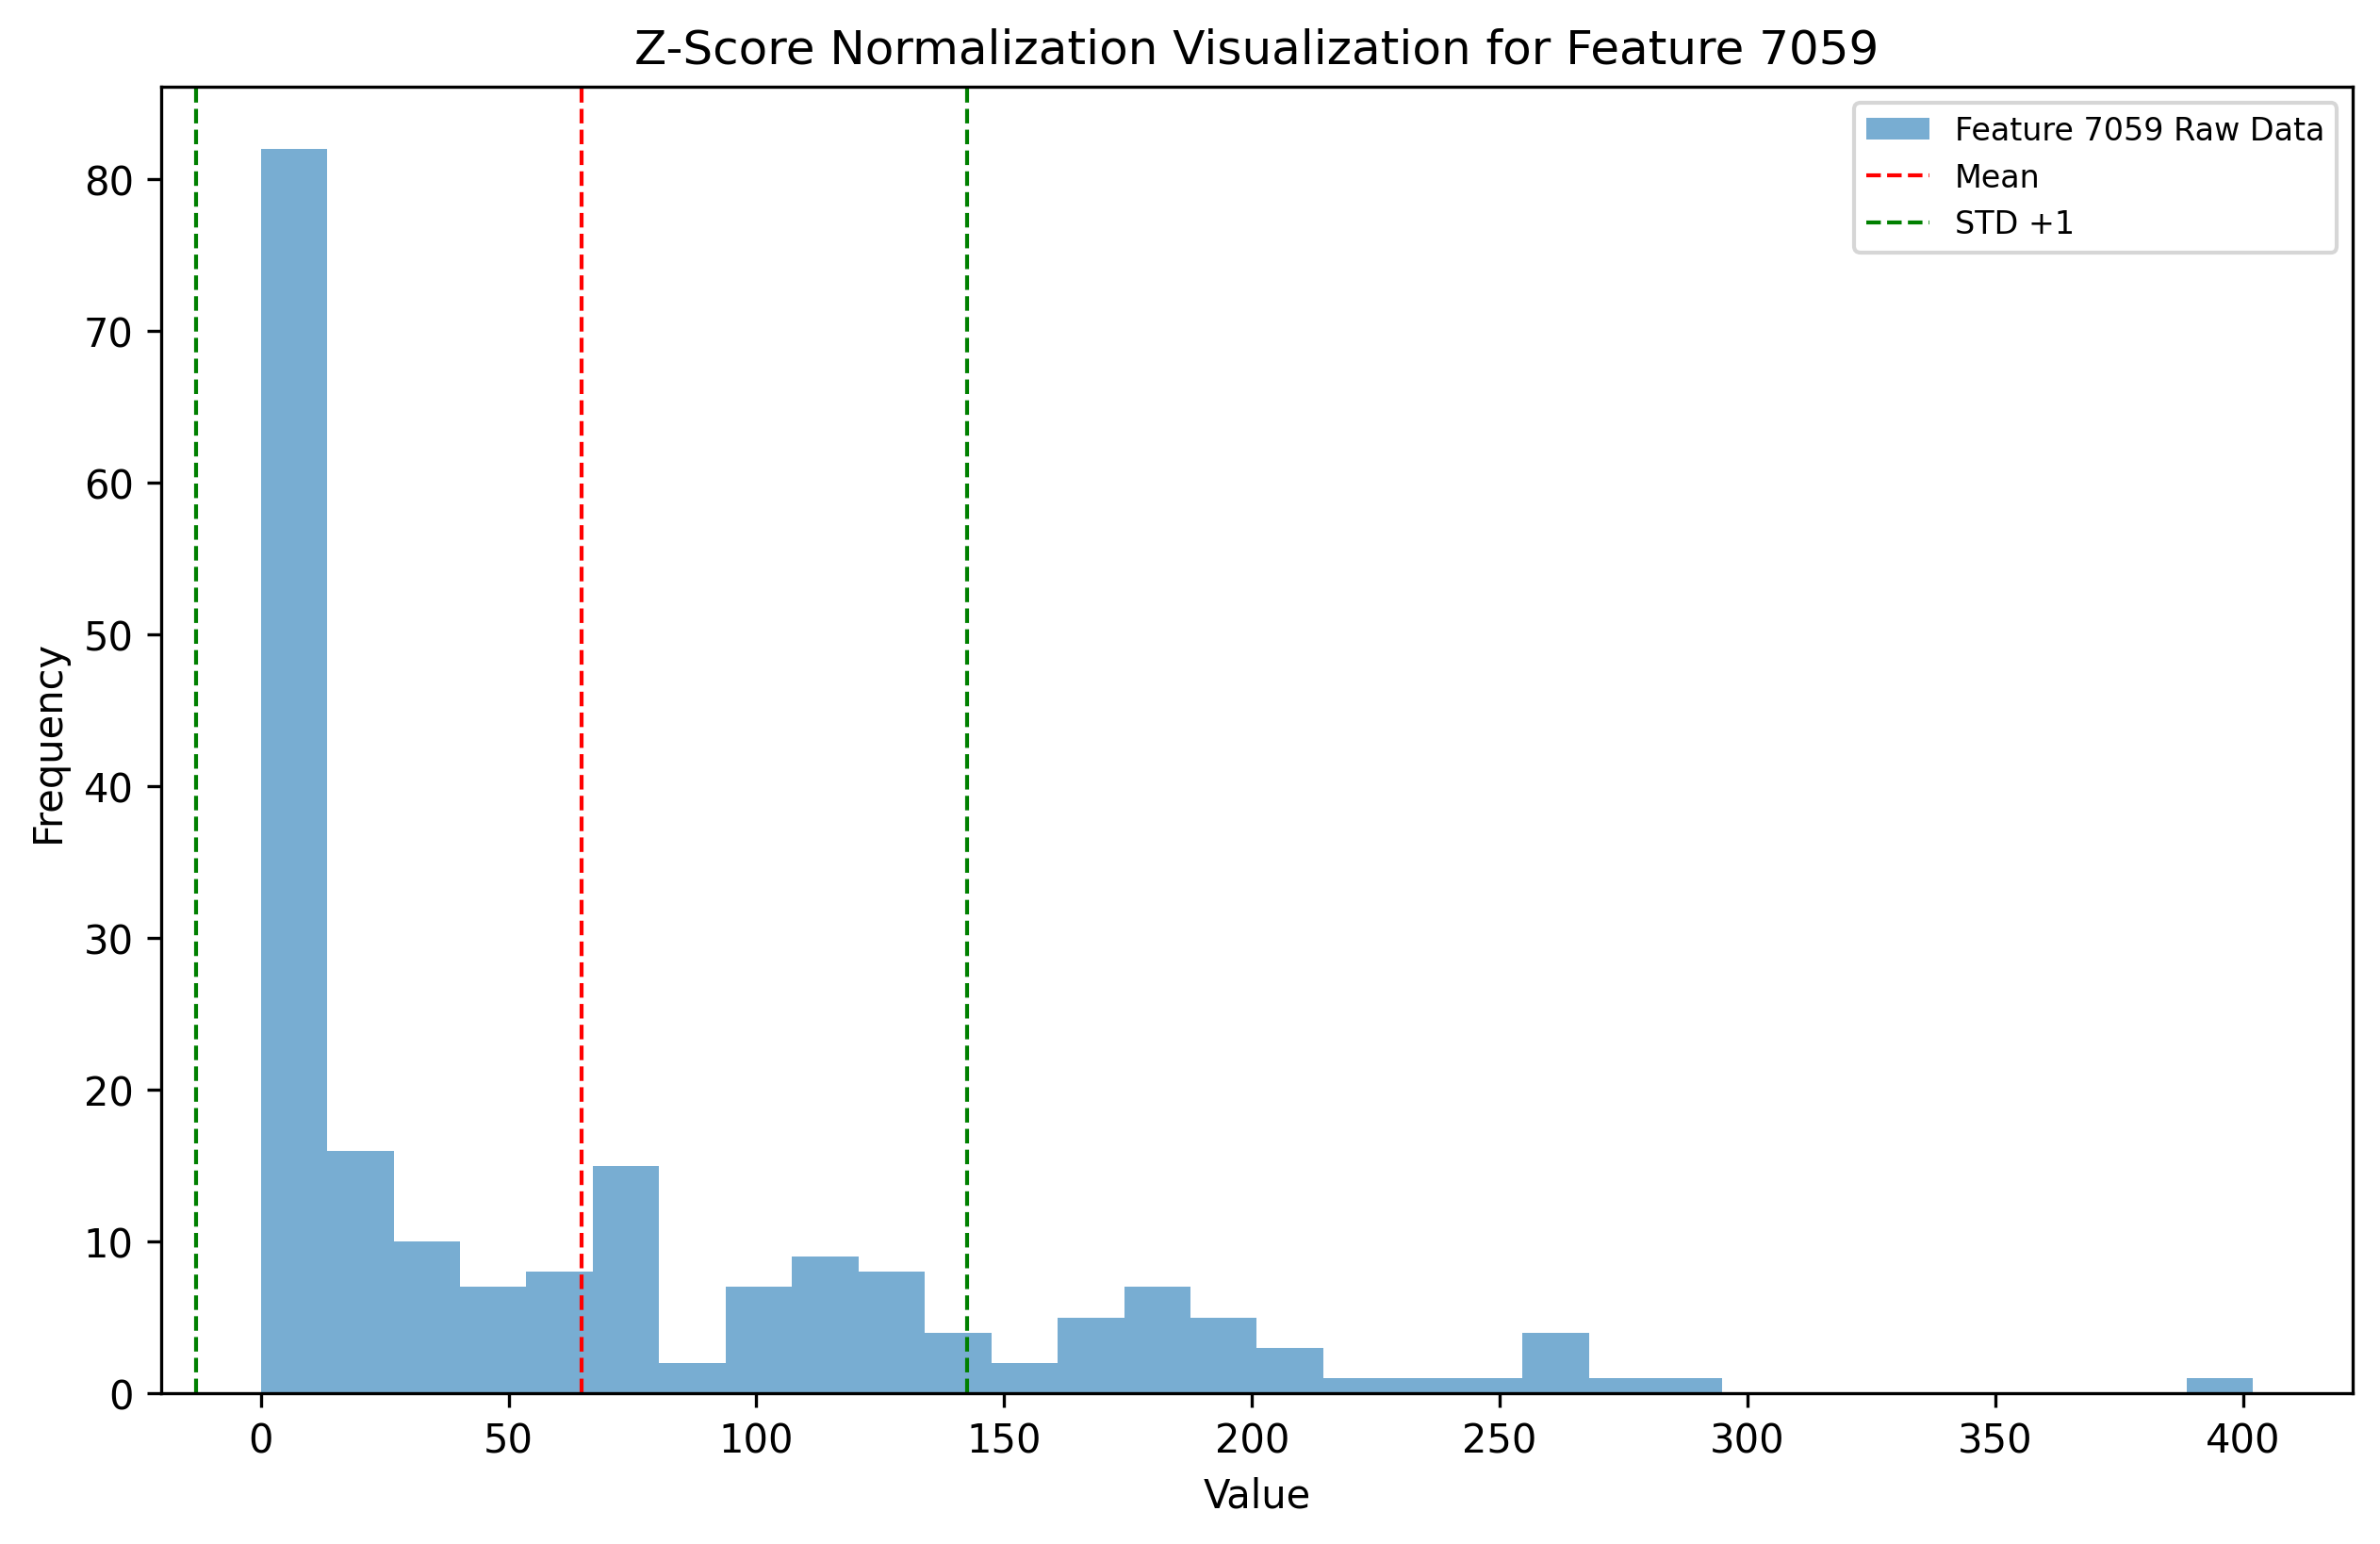 Z-Score Normalization Visualization for Feature 7059
Feature 7059 Raw Data
Mean
STD +1
Frequency
80
70
60
50
40
30
20
10
0
0 50 100 150 200 250 300 350 400
Value